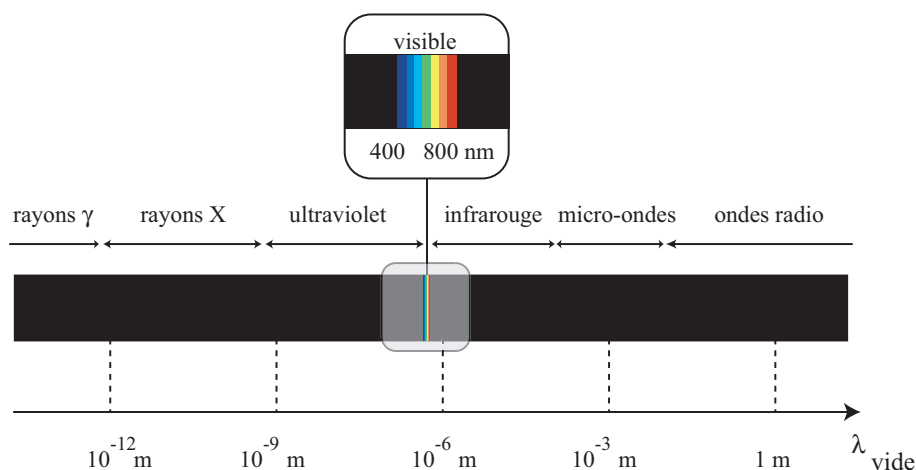 visible
400 800 nm
rayons γ rayons X ultraviolet infrarouge micro-ondes ondes radio
10^-12 m 10^-9 m 10^-6 m 10^-3 m 1 m λ vide